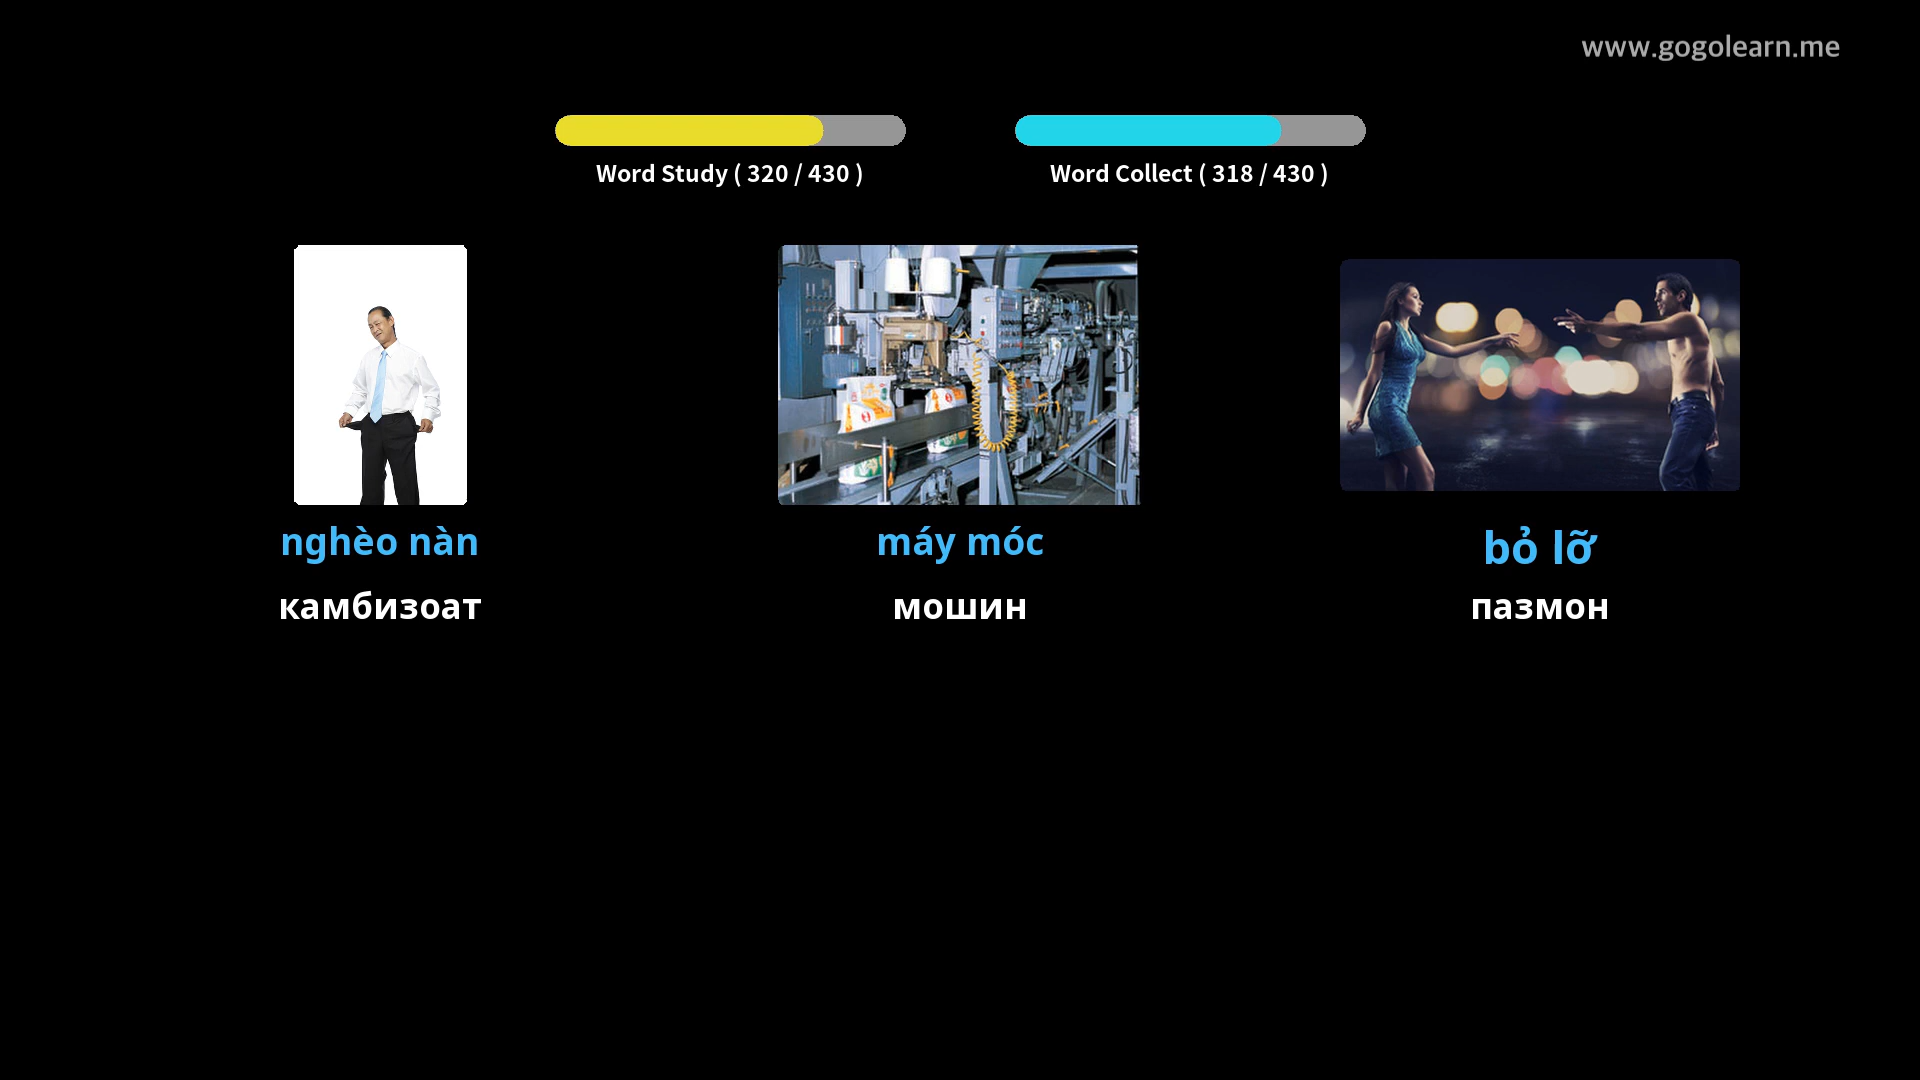 www.gogolearn.me
Word Study ( 320 / 430 )
Word Collect ( 318 / 430 )
nghèo nàn
máy móc
bỏ lỡ
камбизоат
мошин
пазмон